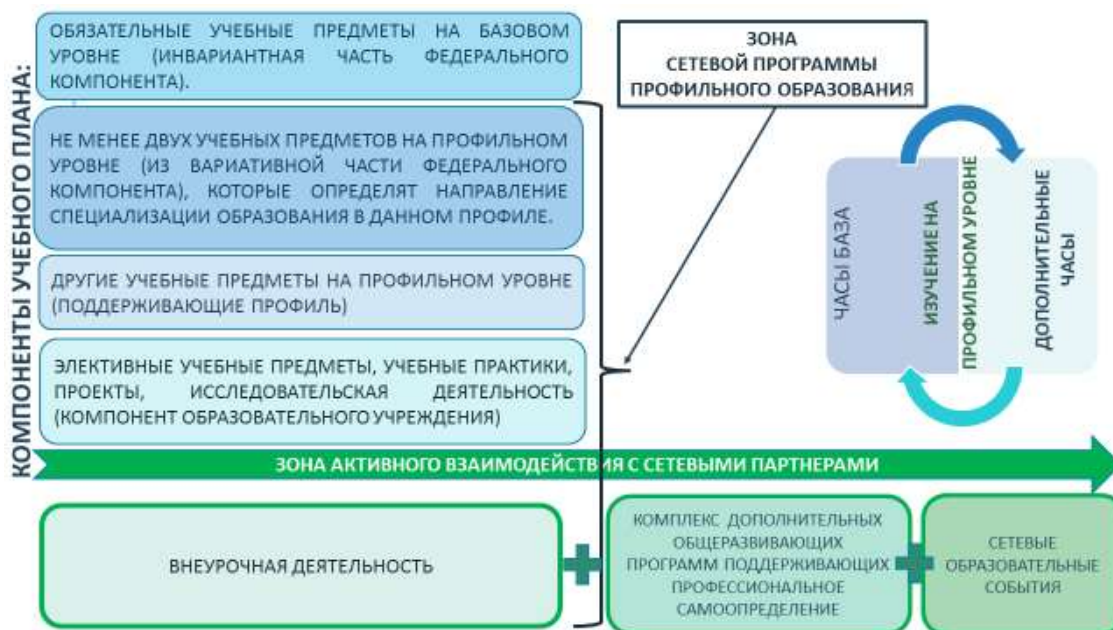 КОМПОНЕНТЫ УЧЕБНОГО ПЛАНА:
ОБЯЗАТЕЛЬНЫЕ УЧЕБНЫЕ ПРЕДМЕТЫ НА БАЗОВОМ
УРОВНЕ (ИНВАРИАНТНАЯ ЧАСТЬ ФЕДЕРАЛЬНОГО
КОМПОНЕНТА).
НЕ МЕНЕЕ ДВУХ УЧЕБНЫХ ПРЕДМЕТОВ НА ПРОФИЛЬНОМ
УРОВНЕ (ИЗ ВАРИАТИВНОЙ ЧАСТИ ФЕДЕРАЛЬНОГО
КОМПОНЕНТА), КОТОРЫЕ ОПРЕДЕЛЯТ НАПРАВЛЕНИЕ
СПЕЦИАЛИЗАЦИИ ОБРАЗОВАНИЯ В ДАННОМ ПРОФИЛЕ.
ДРУГИЕ УЧЕБНЫЕ ПРЕДМЕТЫ НА ПРОФИЛЬНОМ УРОВНЕ
(ПОДДЕРЖИВАЮЩИЕ ПРОФИЛЬ)
ЭЛЕКТИВНЫЕ УЧЕБНЫЕ ПРЕДМЕТЫ, УЧЕБНЫЕ ПРАКТИКИ,
ПРОЕКТЫ, ИССЛЕДОВАТЕЛЬСКАЯ ДЕЯТЕЛЬНОСТЬ
(КОМПОНЕНТ ОБРАЗОВАТЕЛЬНОГО УЧРЕЖДЕНИЯ)
ЗОНА
СЕТЕВОЙ ПРОГРАММЫ
ПРОФИЛЬНОГО ОБРАЗОВАНИЯ
ЧАСЫ БАЗА
ИЗУЧЕНИЕ НА
ПРОФИЛЬНОМ УРОВНЕ
ДОПОЛНИТЕЛЬНЫЕ
ЧАСЫ
ЗОНА АКТИВНОГО ВЗАИМОДЕЙСТВИЯ С СЕТЕВЫМИ ПАРТНЕРАМИ
ВНЕУРОЧНАЯ ДЕЯТЕЛЬНОСТЬ
КОМПЛЕКС ДОПОЛНИТЕЛЬНЫХ
ОБЩЕРАЗВИВАЮЩИХ
ПРОГРАММ ПОДДЕРЖИВАЮЩИХ
ПРОФЕССИОНАЛЬНОЕ
САМООПРЕДЕЛЕНИЕ
СЕТЕВЫЕ
ОБРАЗОВАТЕЛЬНЫЕ
СОБЫТИЯ